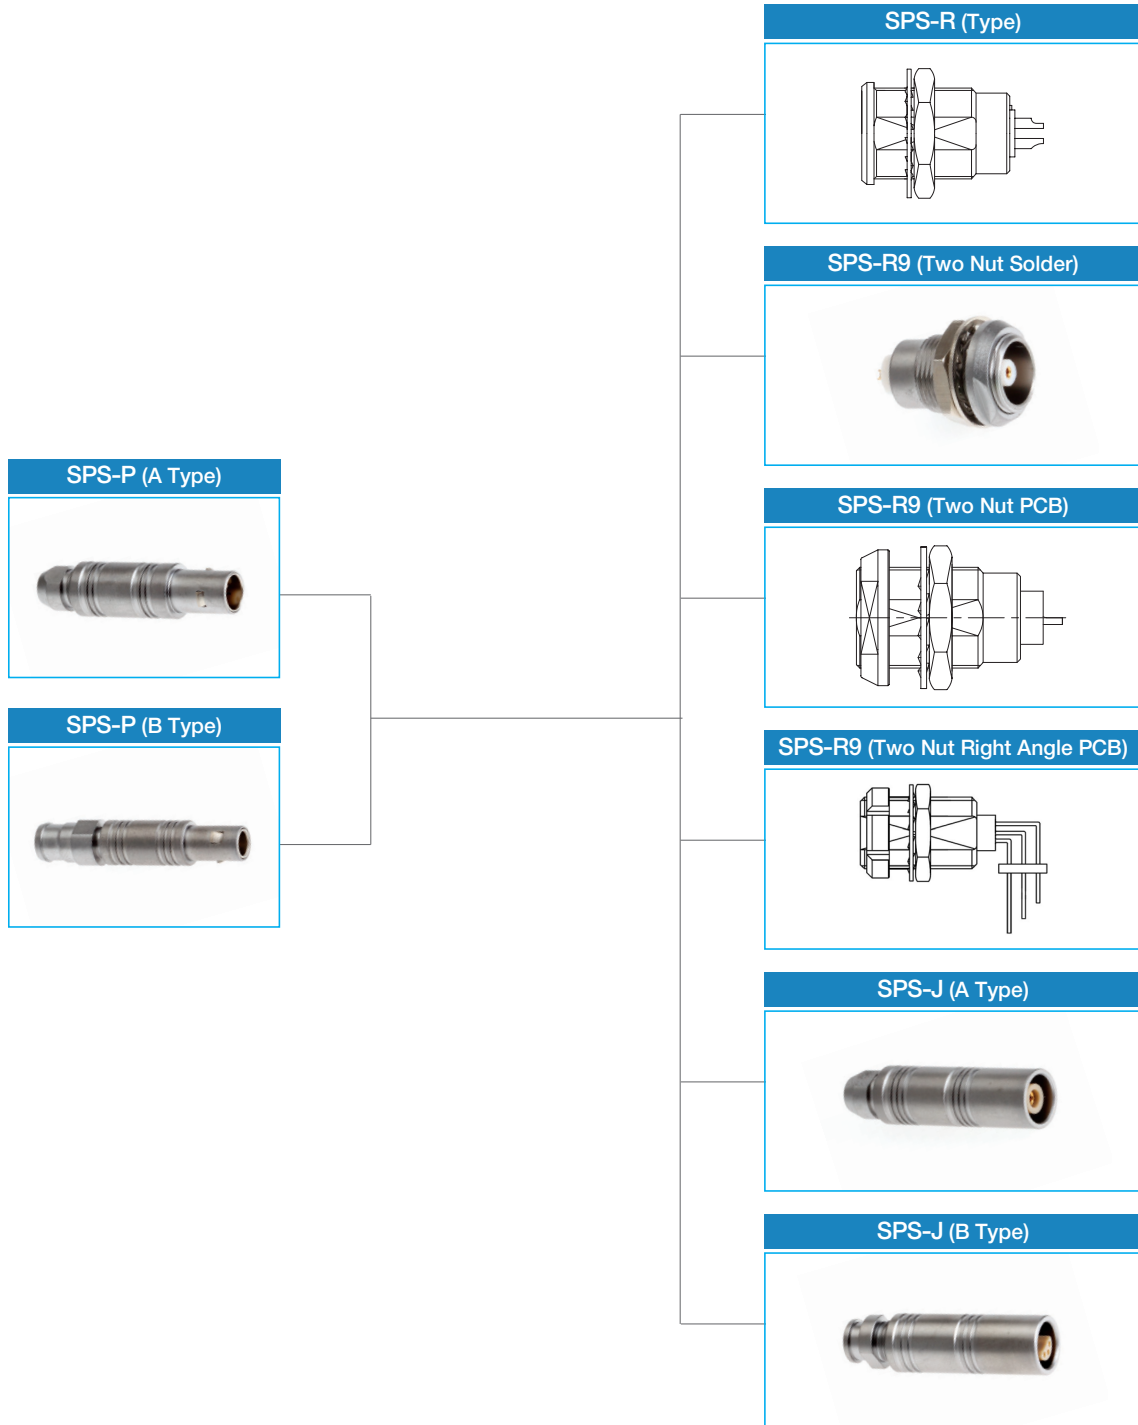 SPS-R (Type)
SPS-R9 (Two Nut Solder)
SPS-P (A Type)
SPS-R9 (Two Nut PCB)
SPS-P (B Type)
SPS-R9 (Two Nut Right Angle PCB)
SPS-J (A Type)
SPS-J (B Type)